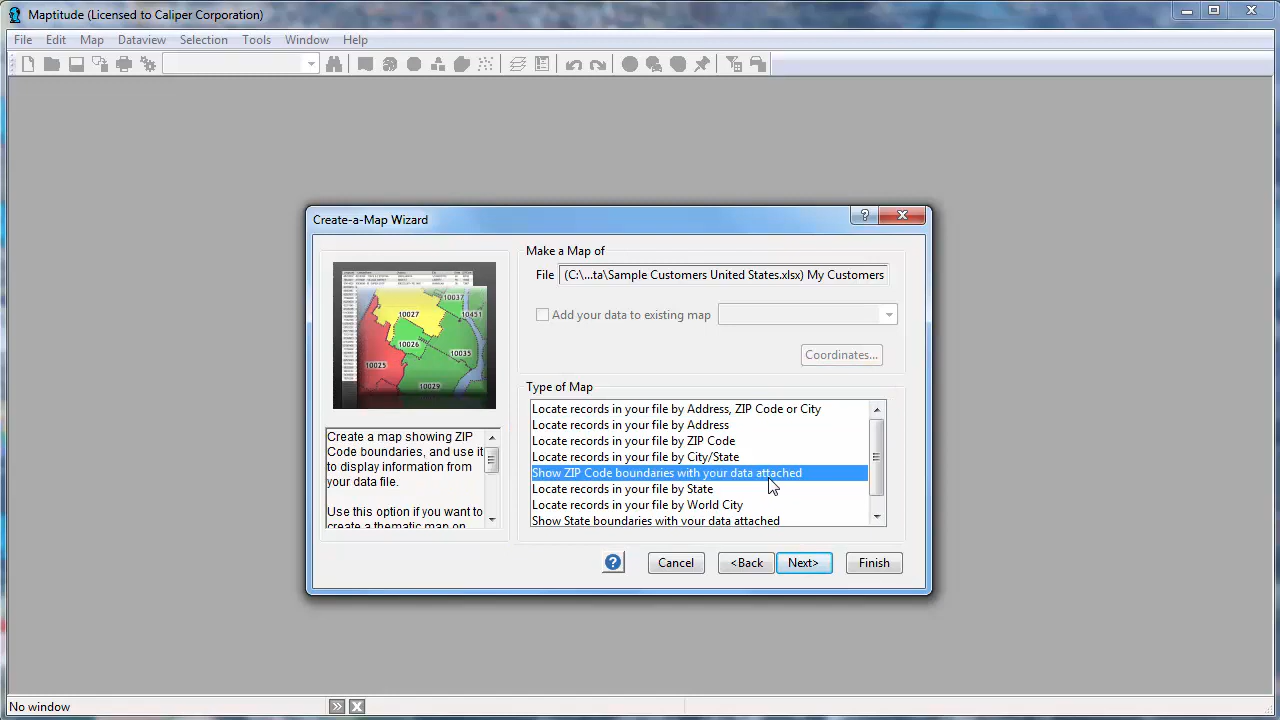 Maptitude (Licensed to Caliper Corporation)
File Edit Map Dataview Selection Tools Window Help
Create-a-Map Wizard
Make a Map of
File (C:\...ta\Sample Customers United States.xlsx) My Customers
Add your data to existing map
Coordinates...
10037
10451
10027
10026
10035
10025
10029
Create a map showing ZIP
Code boundaries, and use it
to display information from
your data file.
Use this option if you want to
create a thematic map on
Type of Map
Locate records in your file by Address, ZIP Code or City
Locate records in your file by Address
Locate records in your file by ZIP Code
Locate records in your file by City/State
Show ZIP Code boundaries with your data attached
Locate records in your file by State
Locate records in your file by World City
Show State boundaries with your data attached
? Cancel <Back Next> Finish
No window